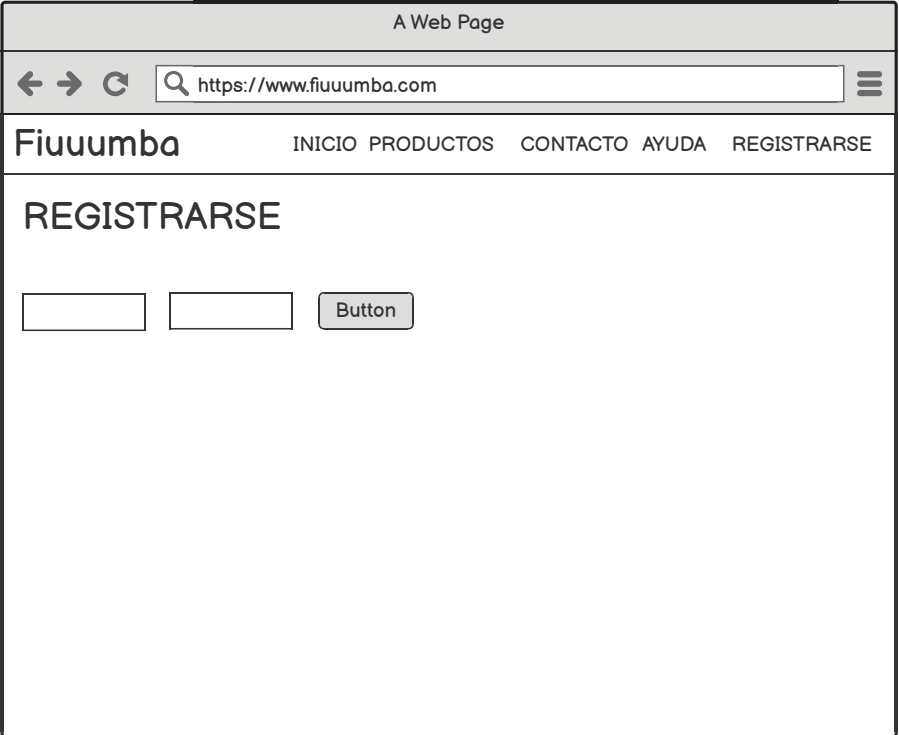 A Web Page
https://www.fiuuumba.com
Fiuuumba INICIO PRODUCTOS CONTACTO AYUDA REGISTRARSE
REGISTRARSE
Button